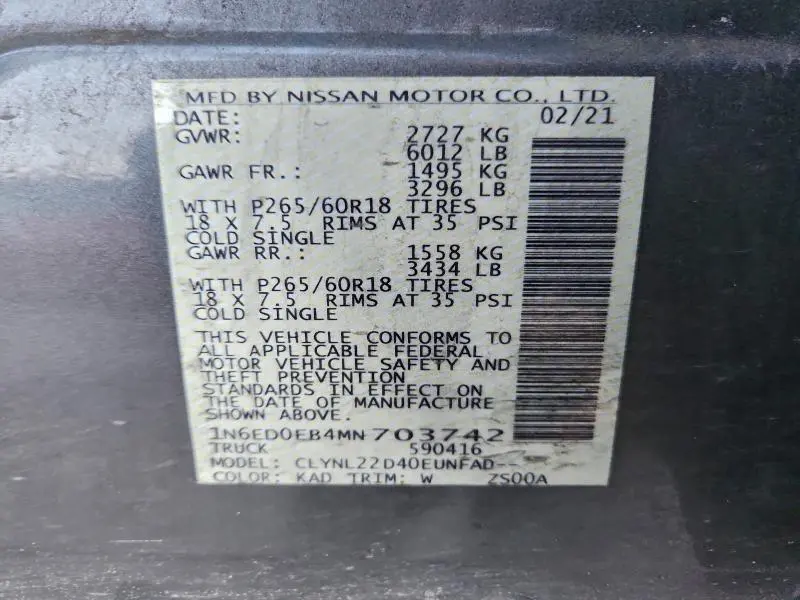 MFD BY NISSAN MOTOR CO., LTD.
DATE: 02/21
GVWR: 2727 KG
6012 LB
GAWR FR.: 1495 KG
3296 LB
WITH P265/60R18 TIRES
18 X 7.5 RIMS AT 35 PSI
COLD SINGLE
GAWR RR.: 1558 KG
3434 LB
WITH P265/60R18 TIRES
18 X 7.5 RIMS AT 35 PSI
COLD SINGLE
THIS VEHICLE CONFORMS TO
ALL APPLICABLE FEDERAL
MOTOR VEHICLE SAFETY AND
THEFT PREVENTION
STANDARDS IN EFFECT ON
THE DATE OF MANUFACTURE
SHOWN ABOVE.
1N6ED0EB4MN703742
TRUCK 590416
MODEL: CLYNL22D40EUNFAD--
COLOR: KAD TRIM: W ZS00A